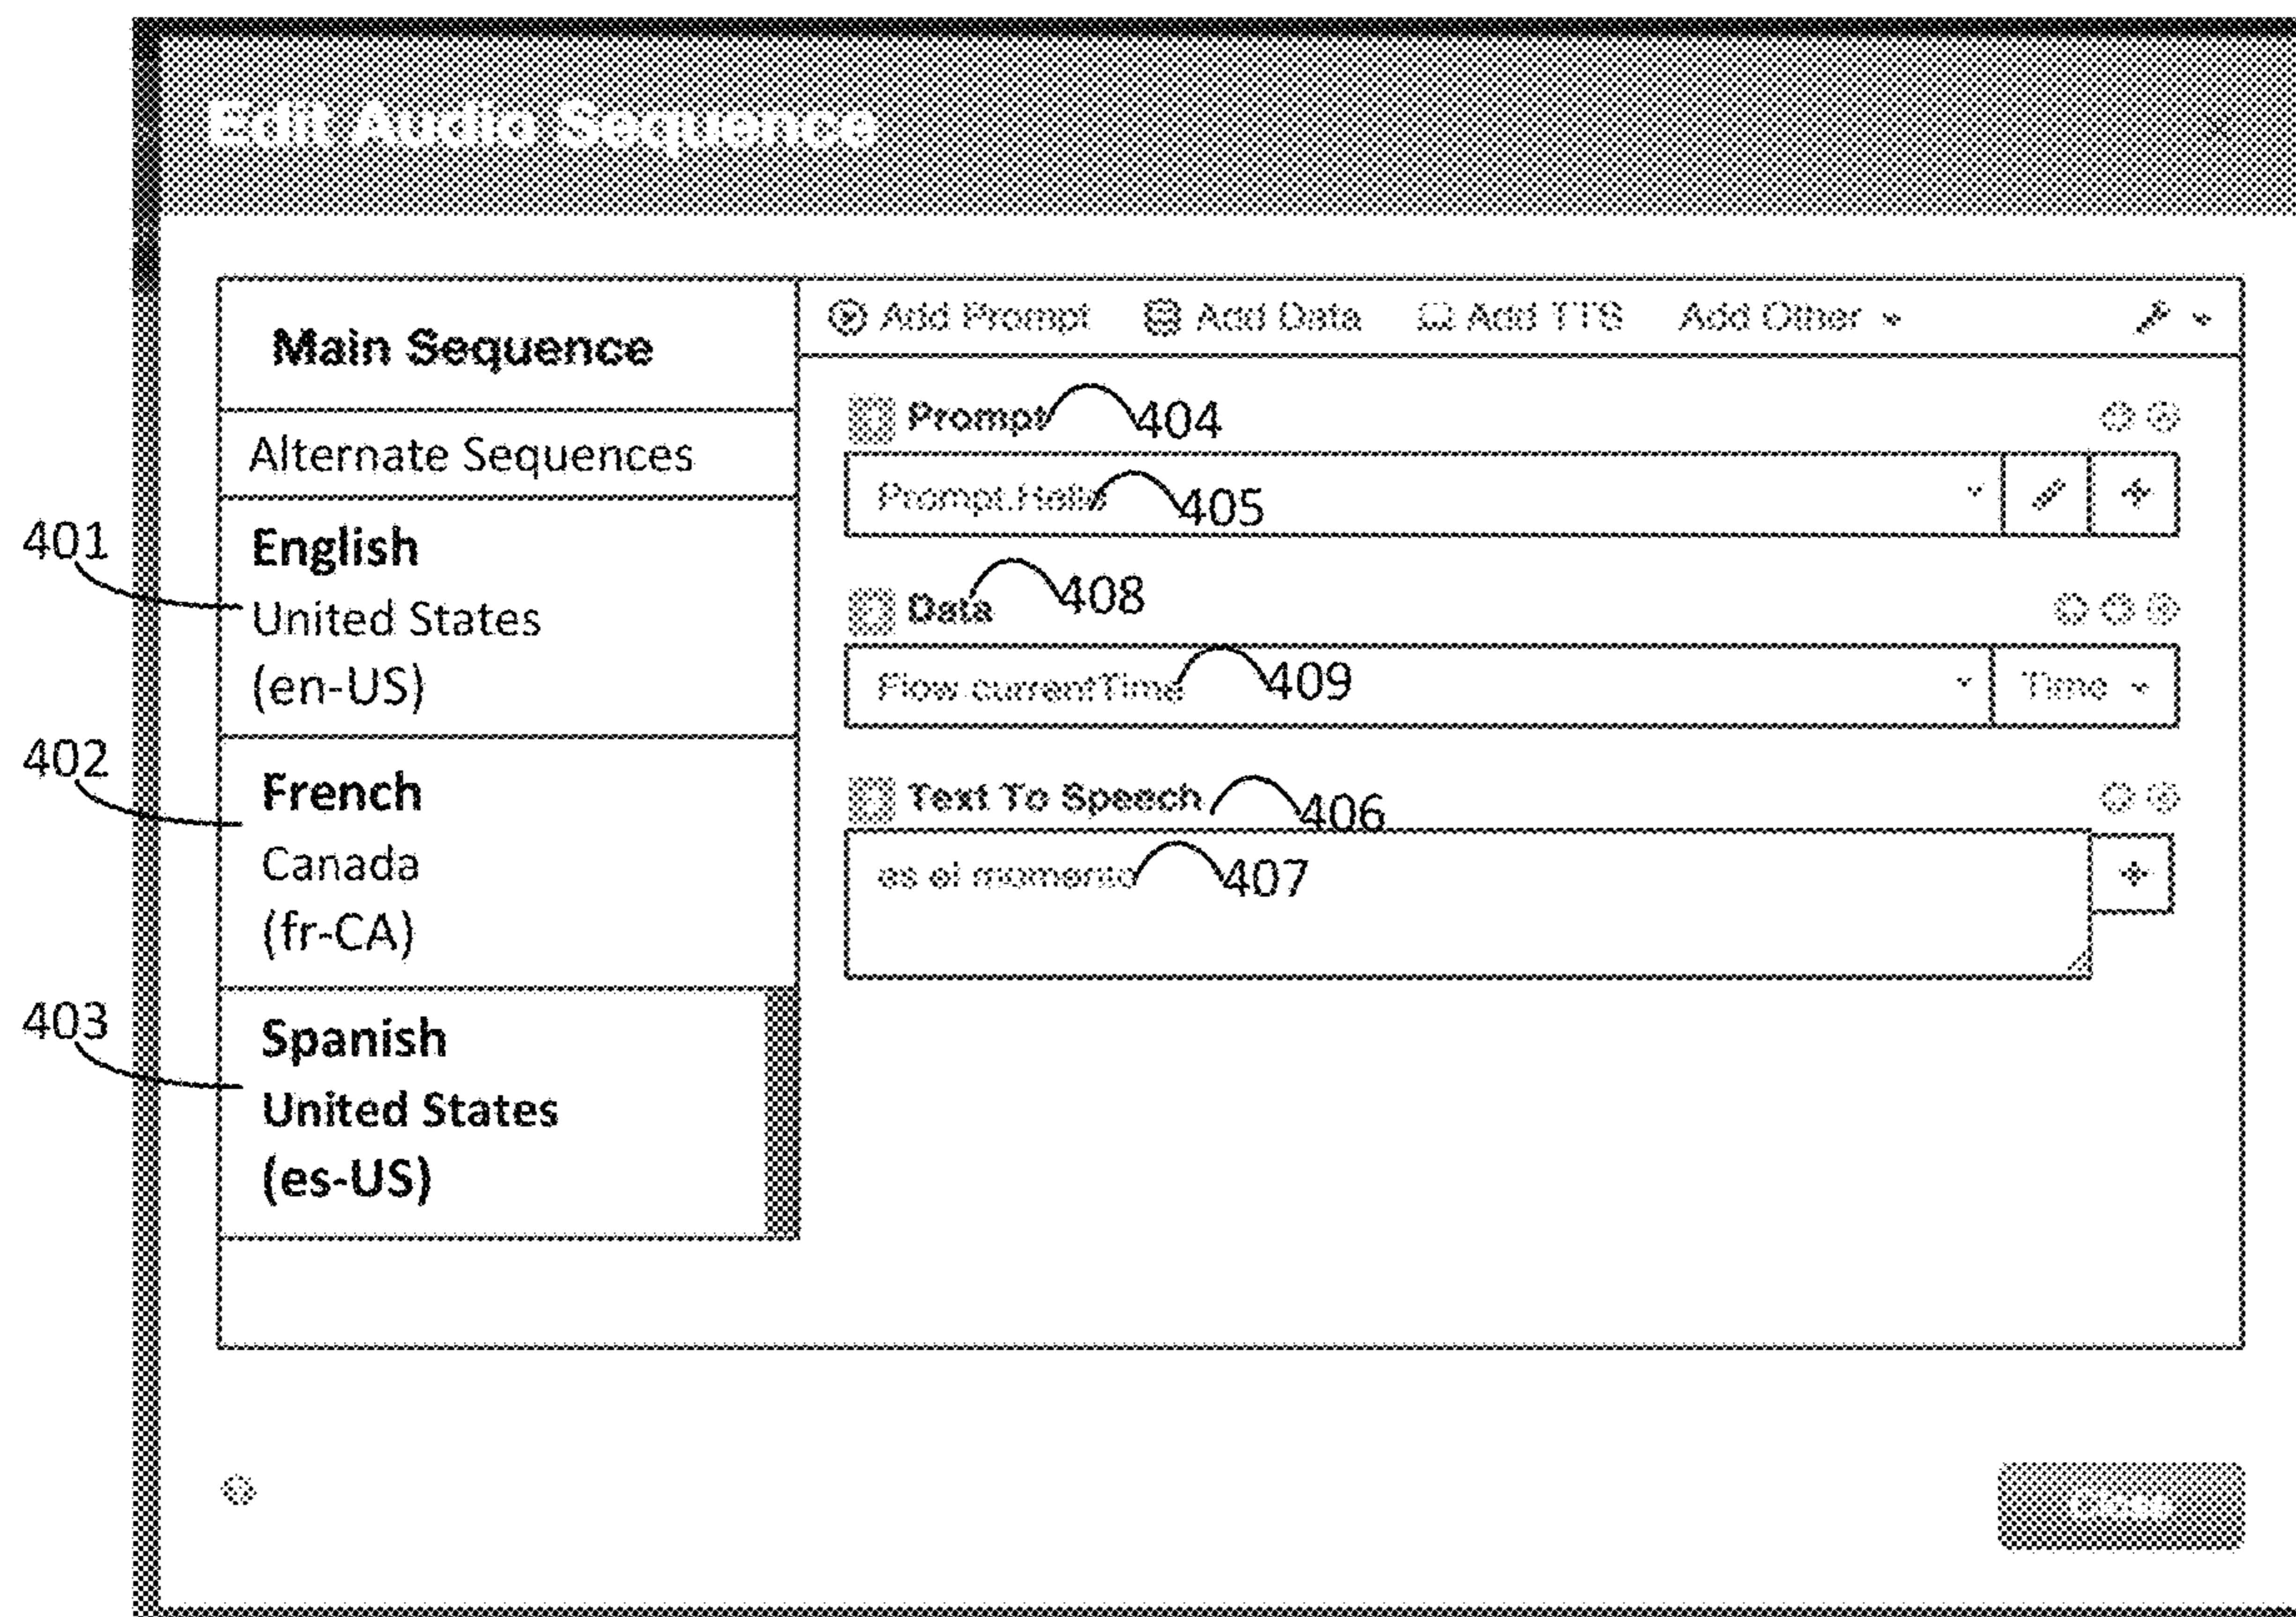 Edit Audio Sequence
Main Sequence
Alternate Sequences
401
English
United States
(en-US)
402
French
Canada
(fr-CA)
403
Spanish
United States
(es-US)
Add Prompt Add Data Add TTS Add Other
Prompt 404
Prompt.Hello 405
Data 408
Flow.currentTime 409 Time
Text To Speech 406
es el momento 407
Close